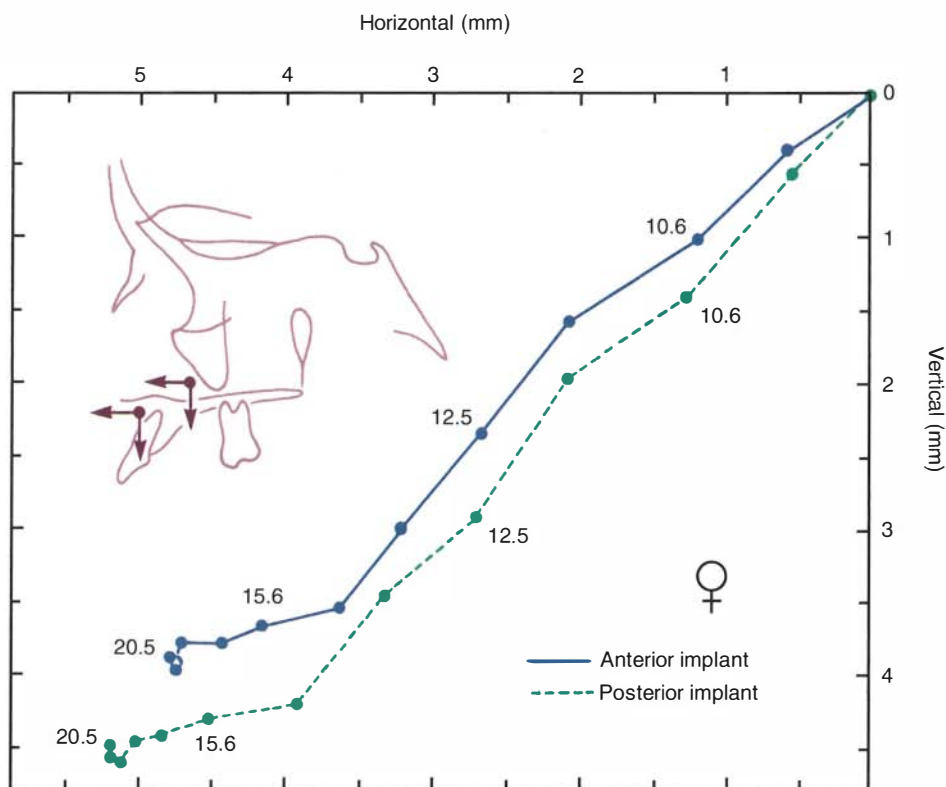 Horizontal (mm)
5 4 3 2 1
0
1
10.6
10.6
2
Vertical (mm)
12.5
12.5
3
15.6
20.5
Anterior implant
4
Posterior implant
20.5
15.6